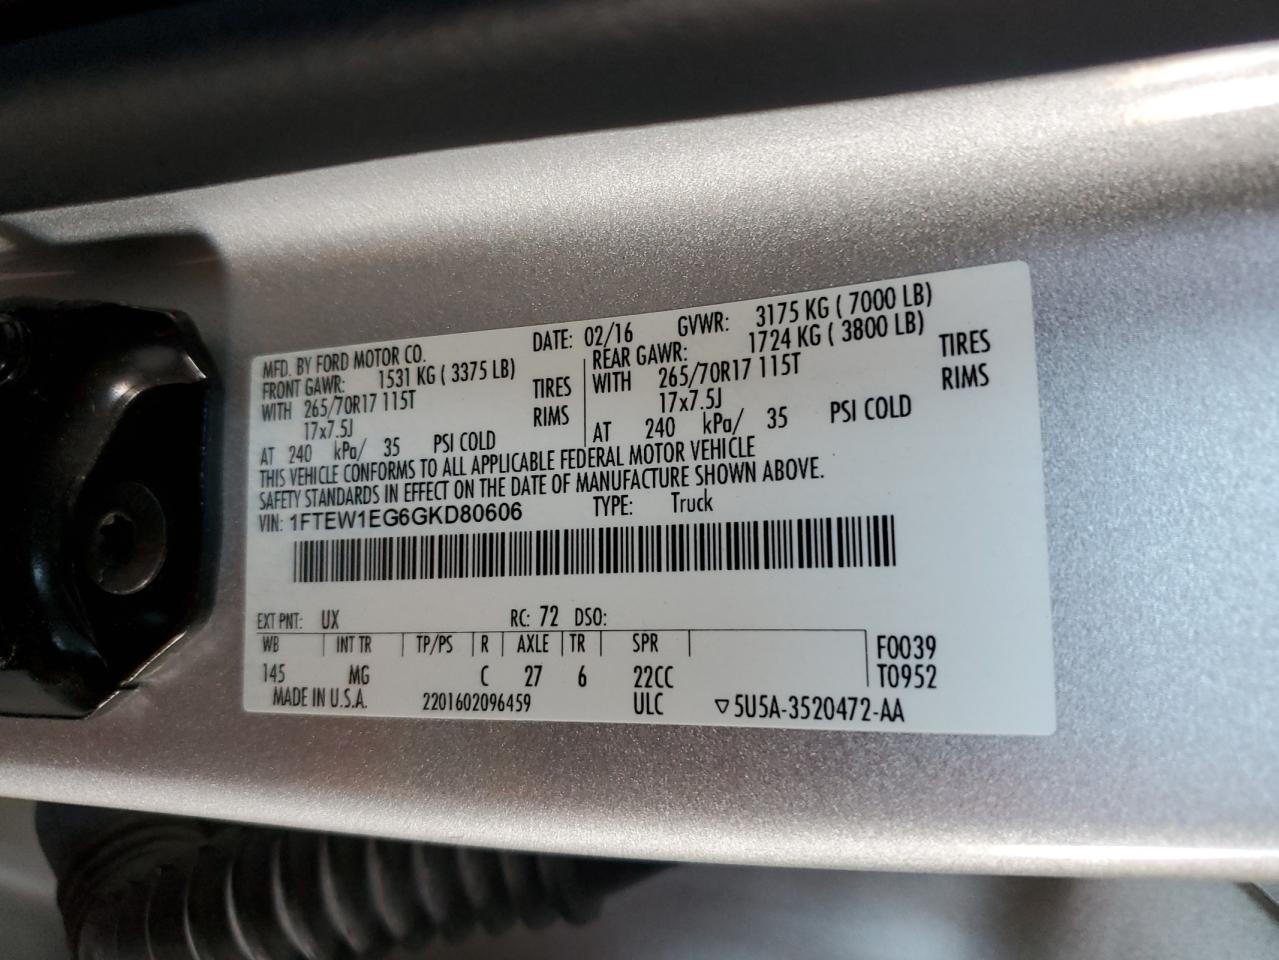 MFD. BY FORD MOTOR CO. DATE: 02/16 GVWR: 3175 KG ( 7000 LB)
FRONT GAWR: 1531 KG ( 3375 LB) REAR GAWR: 1724 KG ( 3800 LB)
WITH 265/70R17 115T TIRES WITH 265/70R17 115T TIRES
17x7.5J RIMS 17x7.5J RIMS
AT 240 kPa/ 35 PSI COLD AT 240 kPa/ 35 PSI COLD
THIS VEHICLE CONFORMS TO ALL APPLICABLE FEDERAL MOTOR VEHICLE
SAFETY STANDARDS IN EFFECT ON THE DATE OF MANUFACTURE SHOWN ABOVE.
VIN: 1FTEW1EG6GKD80606 TYPE: Truck
EXT PNT: UX RC: 72 DSO:
WB INT TR TP/PS R AXLE TR SPR F0039
145 MG C 27 6 22CC T0952
MADE IN U.S.A. 2201602096459 ULC ▽5U5A-3520472-AA